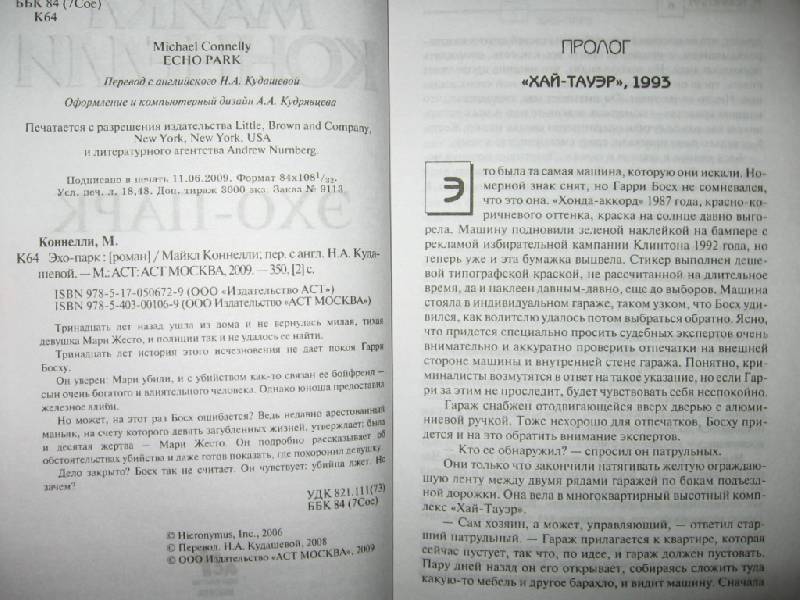 ББК 84 (7Сое)
К64
Michael Connelly
ECHO PARK
Перевод с английского Н.А. Кудашевой
Оформление и компьютерный дизайн А.А. Кудрявцева
Печатается с разрешения издательства Little, Brown and Company,
New York, New York, USA
и литературного агентства Andrew Nurnberg.
Подписано в печать 11.06.2009. Формат 84х108 1/32.
Усл. печ. л. 18,48. Доп. тираж 3000 экз. Заказ № 9113.
Коннелли, М.
К64 Эхо-парк : [роман] / Майкл Коннелли; пер. с англ. Н.А. Куда-
шевой. — М.: АСТ: АСТ МОСКВА, 2009. — 350, [2] с.
ISBN 978-5-17-050672-9 (ООО «Издательство АСТ»)
ISBN 978-5-403-00106-9 (ООО Издательство «АСТ МОСКВА»)
Тринадцать лет назад ушла из дома и не вернулась милая, тихая
девушка Мари Жесто, и полиции так и не удалось ее найти.
Тринадцать лет история этого исчезновения не дает покоя Гарри
Босху.
Он уверен: Мари убили, и с убийством как-то связан ее бойфренд —
сын очень богатого и влиятельного человека. Однако юноша предоставил
железное алиби.
Но может, на этот раз Босх ошибается? Ведь недавно арестованный
маньяк, на счету которого девять загубленных жизней, утверждает: была
и десятая жертва — Мари Жесто. Он подробно рассказывает об
обстоятельствах убийства и даже готов показать, где похоронил девушку.
Дело закрыто? Босх так не считает. Он чувствует: убийца лжет. Но
зачем?
УДК 821.111(73)
ББК 84 (7Сое)
© Hieronymus, Inc., 2006
© Перевод. Н.А. Кудашевой, 2008
© ООО Издательство «АСТ МОСКВА», 2009
ПРОЛОГ
«ХАЙ-ТАУЭР», 1993
Это была та самая машина, которую они искали. Но-
мерной знак снят, но Гарри Босх не сомневался,
что это она. «Хонда-аккорд» 1987 года, красно-ко-
ричневого оттенка, краска на солнце давно выго-
рела. Машину подновили зеленой наклейкой на бампере с
рекламой избирательной кампании Клинтона 1992 года, но
теперь уже и эта бумажка выцвела. Стикер выполнен деше-
вой типографской краской, не рассчитанной на длительное
время, да и наклеен давным-давно, еще до выборов. Машина
стояла в индивидуальном гараже, таком узком, что Босх уди-
вился, как водителю удалось потом выбраться обратно. Ясно,
что придется специально просить судебных экспертов очень
внимательно и аккуратно проверить отпечатки на внешней
стороне машины и внутренней стене гаража. Понятно, кри-
миналисты возмутятся в ответ на такое указание, но если Гар-
ри за этим не проследит, будет чувствовать себя неспокойно.
Гараж снабжен отодвигающейся вверх дверью с алюми-
ниевой ручкой. Тоже нехорошо для отпечатков, Босху при-
дется и на это обратить внимание экспертов.
— Кто ее обнаружил? — спросил он патрульных.
Они только что закончили натягивать желтую ограждаю-
щую ленту между двумя рядами гаражей по бокам подъезд-
ной дорожки. Она вела в многоквартирный высотный комп-
лекс «Хай-Тауэр».
— Сам хозяин, а может, управляющий, — ответил стар-
ший патрульный. — Гараж прилагается к квартире, которая
сейчас пустует, так что, по идее, и гараж должен пустовать.
Пару дней назад он его открывает, собираясь сложить туда
какую-то мебель и другое барахло, и видит машину. Сначала